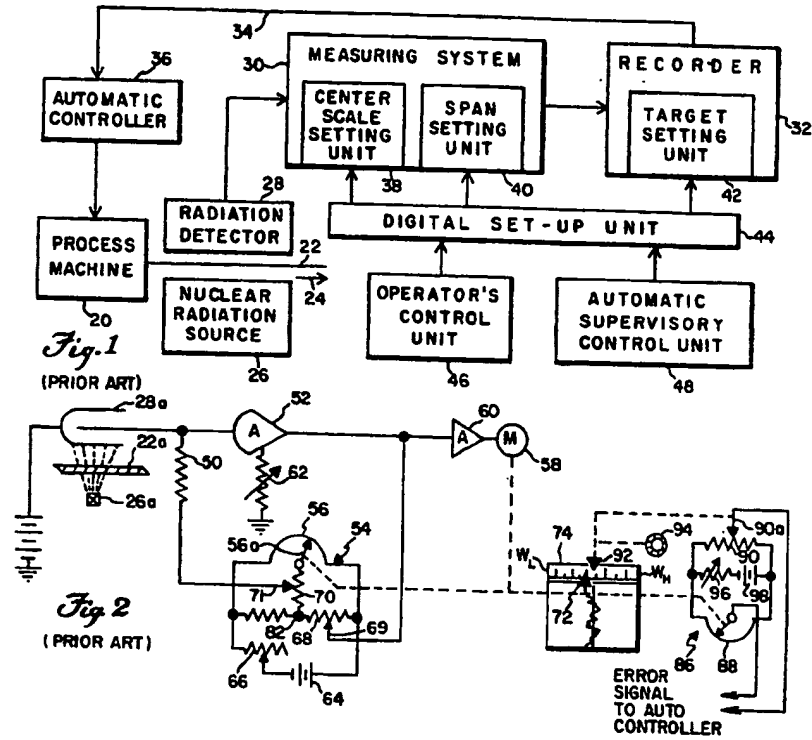 34
36
AUTOMATIC
CONTROLLER
30
MEASURING SYSTEM
CENTER
SCALE
SETTING
UNIT
38
SPAN
SETTING
UNIT
40
RECORDER
TARGET
SETTING
UNIT
32
42
28
RADIATION
DETECTOR
DIGITAL SET-UP UNIT
44
PROCESS
MACHINE
20
22
24
NUCLEAR
RADIATION
SOURCE
26
OPERATOR'S
CONTROL
UNIT
46
AUTOMATIC
SUPERVISORY
CONTROL UNIT
48
Fig. 1
(PRIOR ART)
28a
22a
26a
50
A
52
62
A
60
M
58
56
56a
54
71
70
82
68
69
66
64
Fig 2
(PRIOR ART)
74
WL
WH
92
72
94
90a
90
96
98
86
88
ERROR
SIGNAL
TO AUTO
CONTROLLER